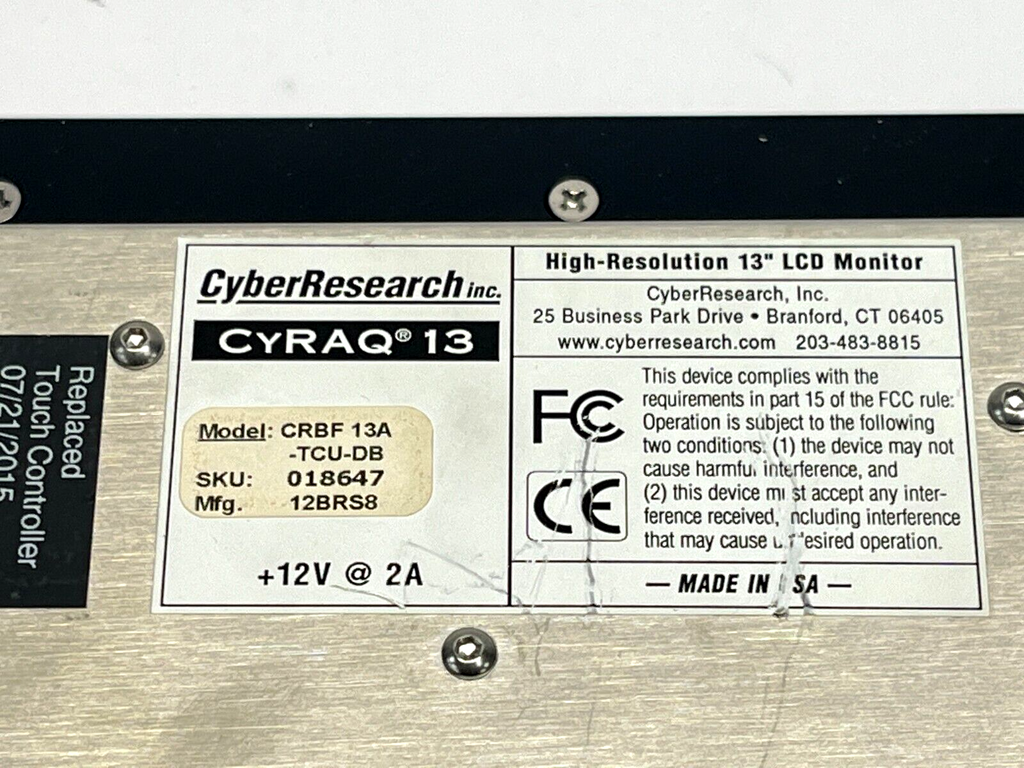 CyberResearch inc.
CyRAQ® 13
Model: CRBF 13A
-TCU-DB
SKU: 018647
Mfg. 12BRS8
+12V @ 2A
High-Resolution 13" LCD Monitor
CyberResearch, Inc.
25 Business Park Drive • Branford, CT 06405
www.cyberresearch.com 203-483-8815
FC
CE
This device complies with the
requirements in part 15 of the FCC rule:
Operation is subject to the following
two conditions: (1) the device may not
cause harmful interference, and
(2) this device must accept any inter-
ference received, including interference
that may cause undesired operation.
— MADE IN USA —
Replaced
Touch Controller
07/21/2015